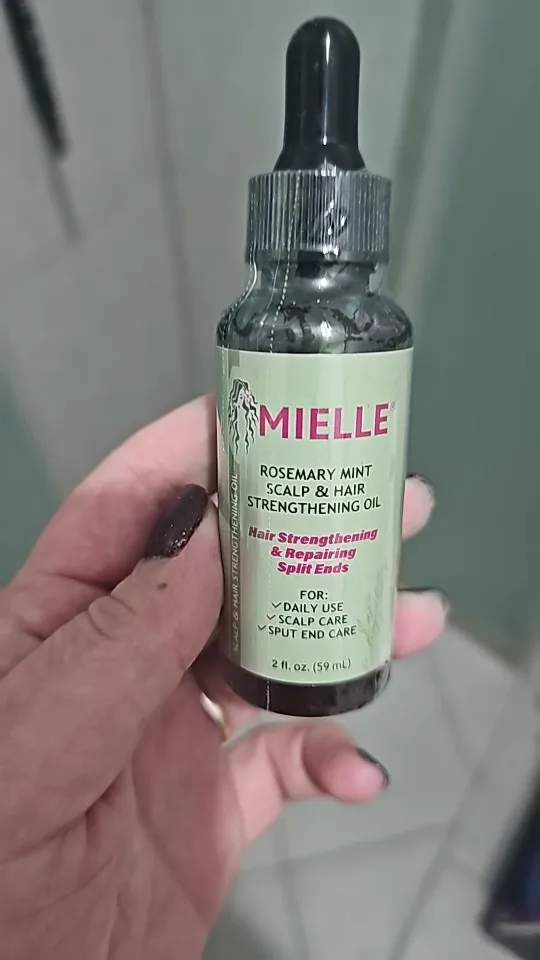 MIELLE®
ROSEMARY MINT
SCALP & HAIR
STRENGTHENING OIL
Hair Strengthening
& Repairing
Split Ends
FOR:
✓DAILY USE
✓SCALP CARE
✓SPUT END CARE
2 fl. oz. (59 mL)
SCALP & HAIR STRENGTHENING OIL